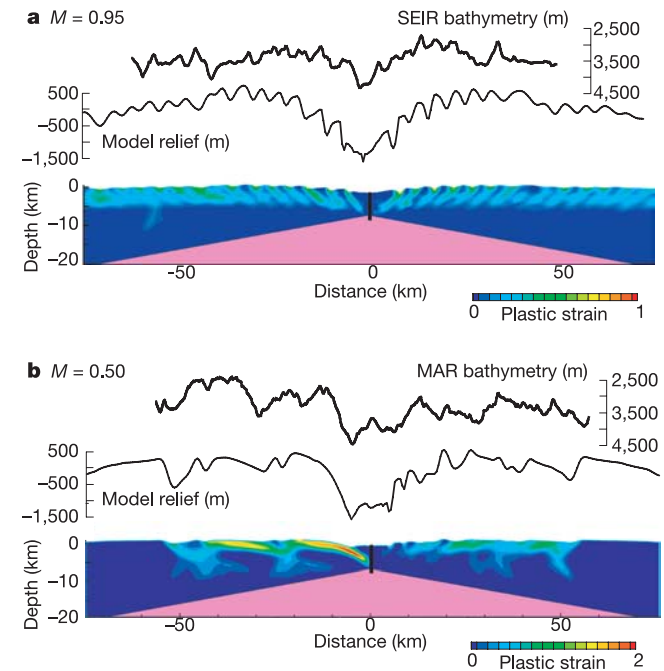 a M = 0.95
SEIR bathymetry (m)
2,500
3,500
4,500
500
−500
−1,500
Model relief (m)
0
−10
−20
Depth (km)
-50 0 50
Distance (km)
0 1
Plastic strain
b M = 0.50
MAR bathymetry (m)
2,500
3,500
4,500
500
−500
−1,500
Model relief (m)
0
−10
−20
Depth (km)
−50 0 50
Distance (km)
0 2
Plastic strain